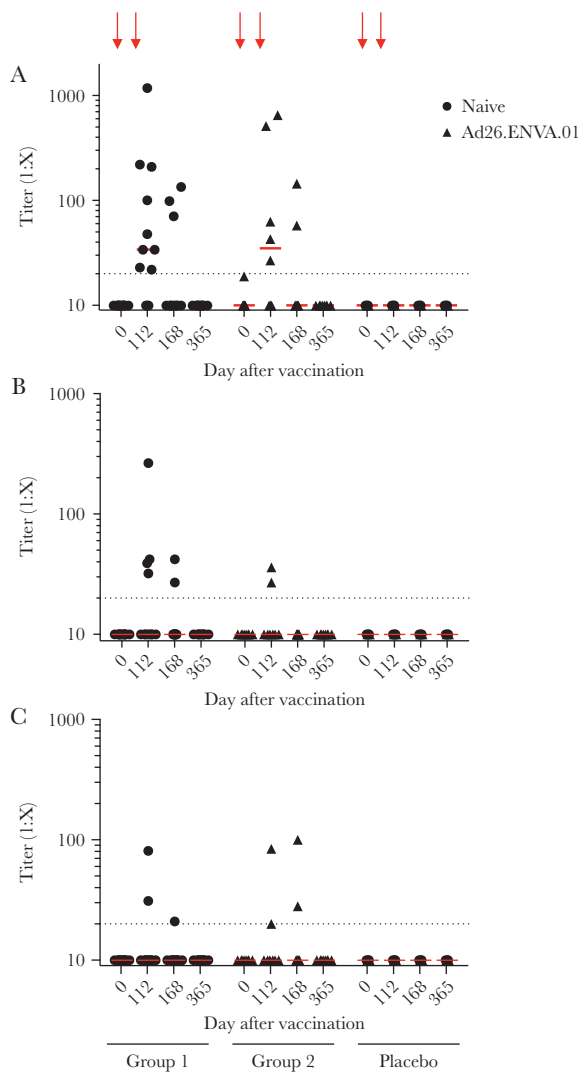 A
1000
100
10
Titer (1:X)
Naive
Ad26.ENVA.01
0 112 168 365 0 112 168 365 0 112 168 365
Day after vaccination
B
1000
100
10
Titer (1:X)
0 112 168 365 0 112 168 365 0 112 168 365
Day after vaccination
C
1000
100
10
Titer (1:X)
0 112 168 365 0 112 168 365 0 112 168 365
Day after vaccination
Group 1 Group 2 Placebo